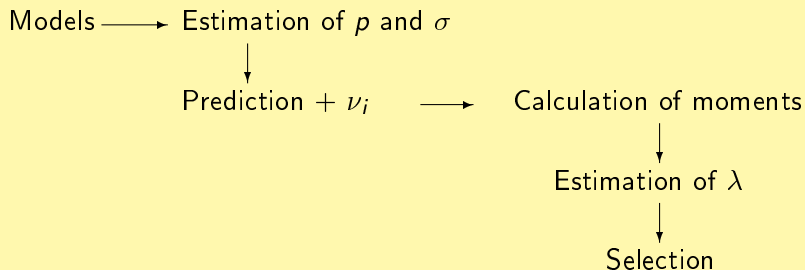 Models Estimation of p and σ
Prediction + νi Calculation of moments
Estimation of λ
Selection